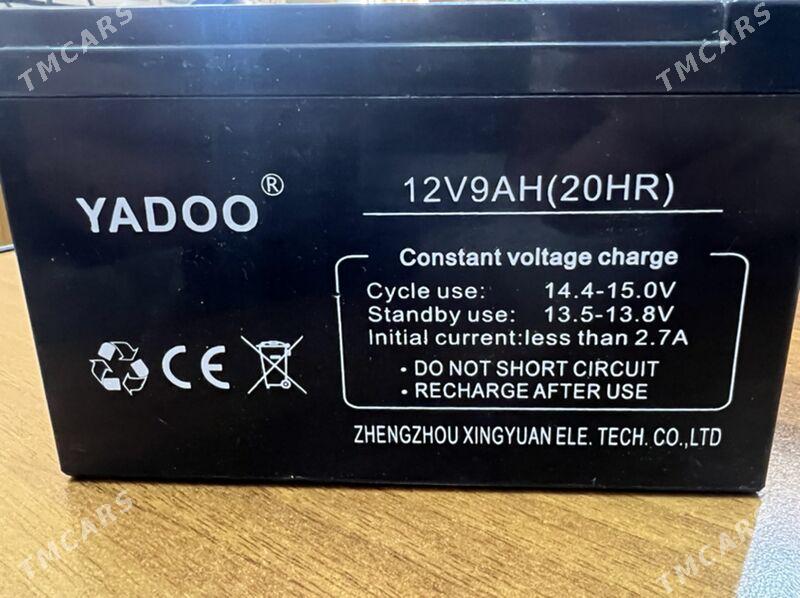 TMCARS
TMCARS
YADOO®
12V9AH(20HR)
Constant voltage charge
Cycle use: 14.4-15.0V
Standby use: 13.5-13.8V
Initial current:less than 2.7A
• DO NOT SHORT CIRCUIT
• RECHARGE AFTER USE
CE
ZHENGZHOU XINGYUAN ELE. TECH. CO.,LTD
TMCARS
TMCARS